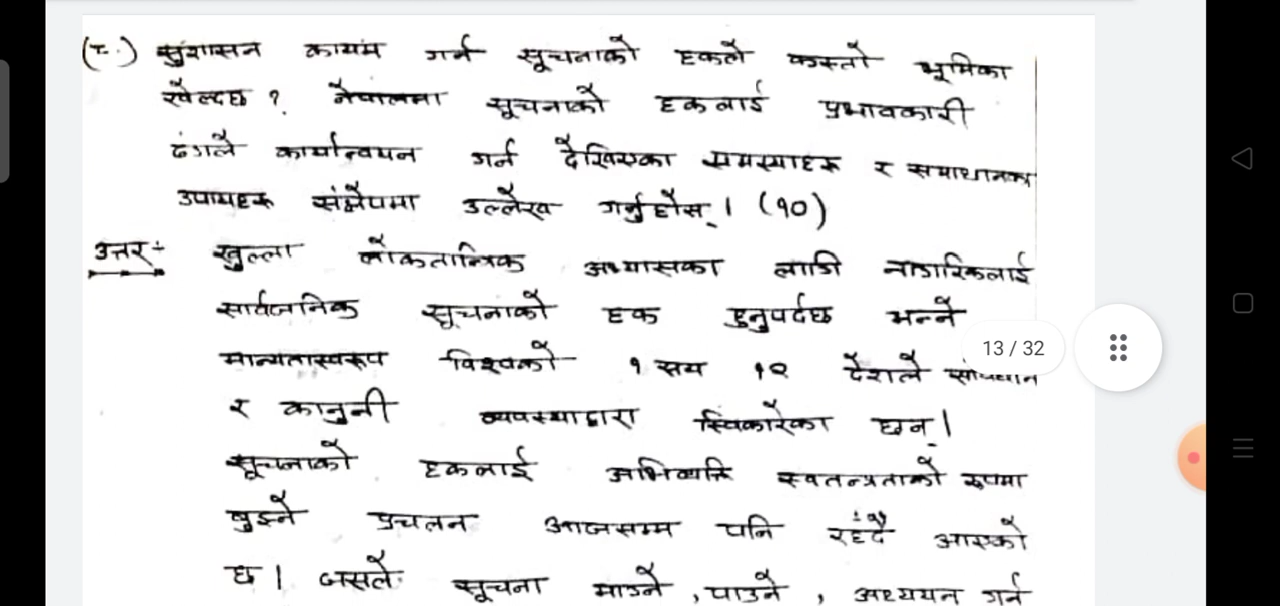 (८.) सुशासन कायम गर्न सूचनाको हकले कस्तो भूमिका
खेल्दछ ? नेपालमा सूचनाको हकलाई प्रभावकारी
ढंगले कार्यान्वयन गर्न देखिएका समस्याहरू र समाधानका
उपायहरू संक्षेपमा उल्लेख गर्नुहोस् । (१०)
उत्तर÷ खुल्ला लोकतान्त्रिक अभ्यासका लागि नागरिकलाई
सार्वजनिक सूचनाको हक हुनुपर्दछ भन्ने
मान्यतास्वरूप विश्वको १ सय १२ देशले
13 / 32
र कानुनी व्यवस्थाद्वारा स्विकारेका छन् ।
सूचनाको हकलाई अभिव्यक्ति स्वतन्त्रताको रूपमा
बुझ्ने प्रचलन आजसम्म पनि रहँदै आएको
छ । जसले सूचना माग्ने , पाउने , अध्ययन गर्न